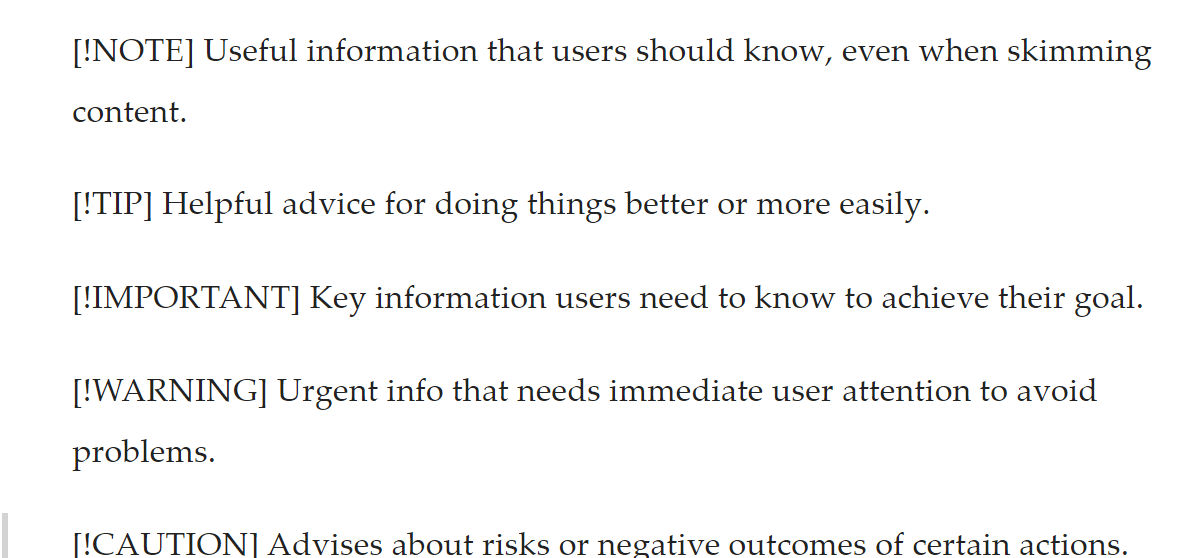 [!NOTE] Useful information that users should know, even when skimming
content.
[!TIP] Helpful advice for doing things better or more easily.
[!IMPORTANT] Key information users need to know to achieve their goal.
[!WARNING] Urgent info that needs immediate user attention to avoid
problems.
[!CAUTION] Advises about risks or negative outcomes of certain actions.